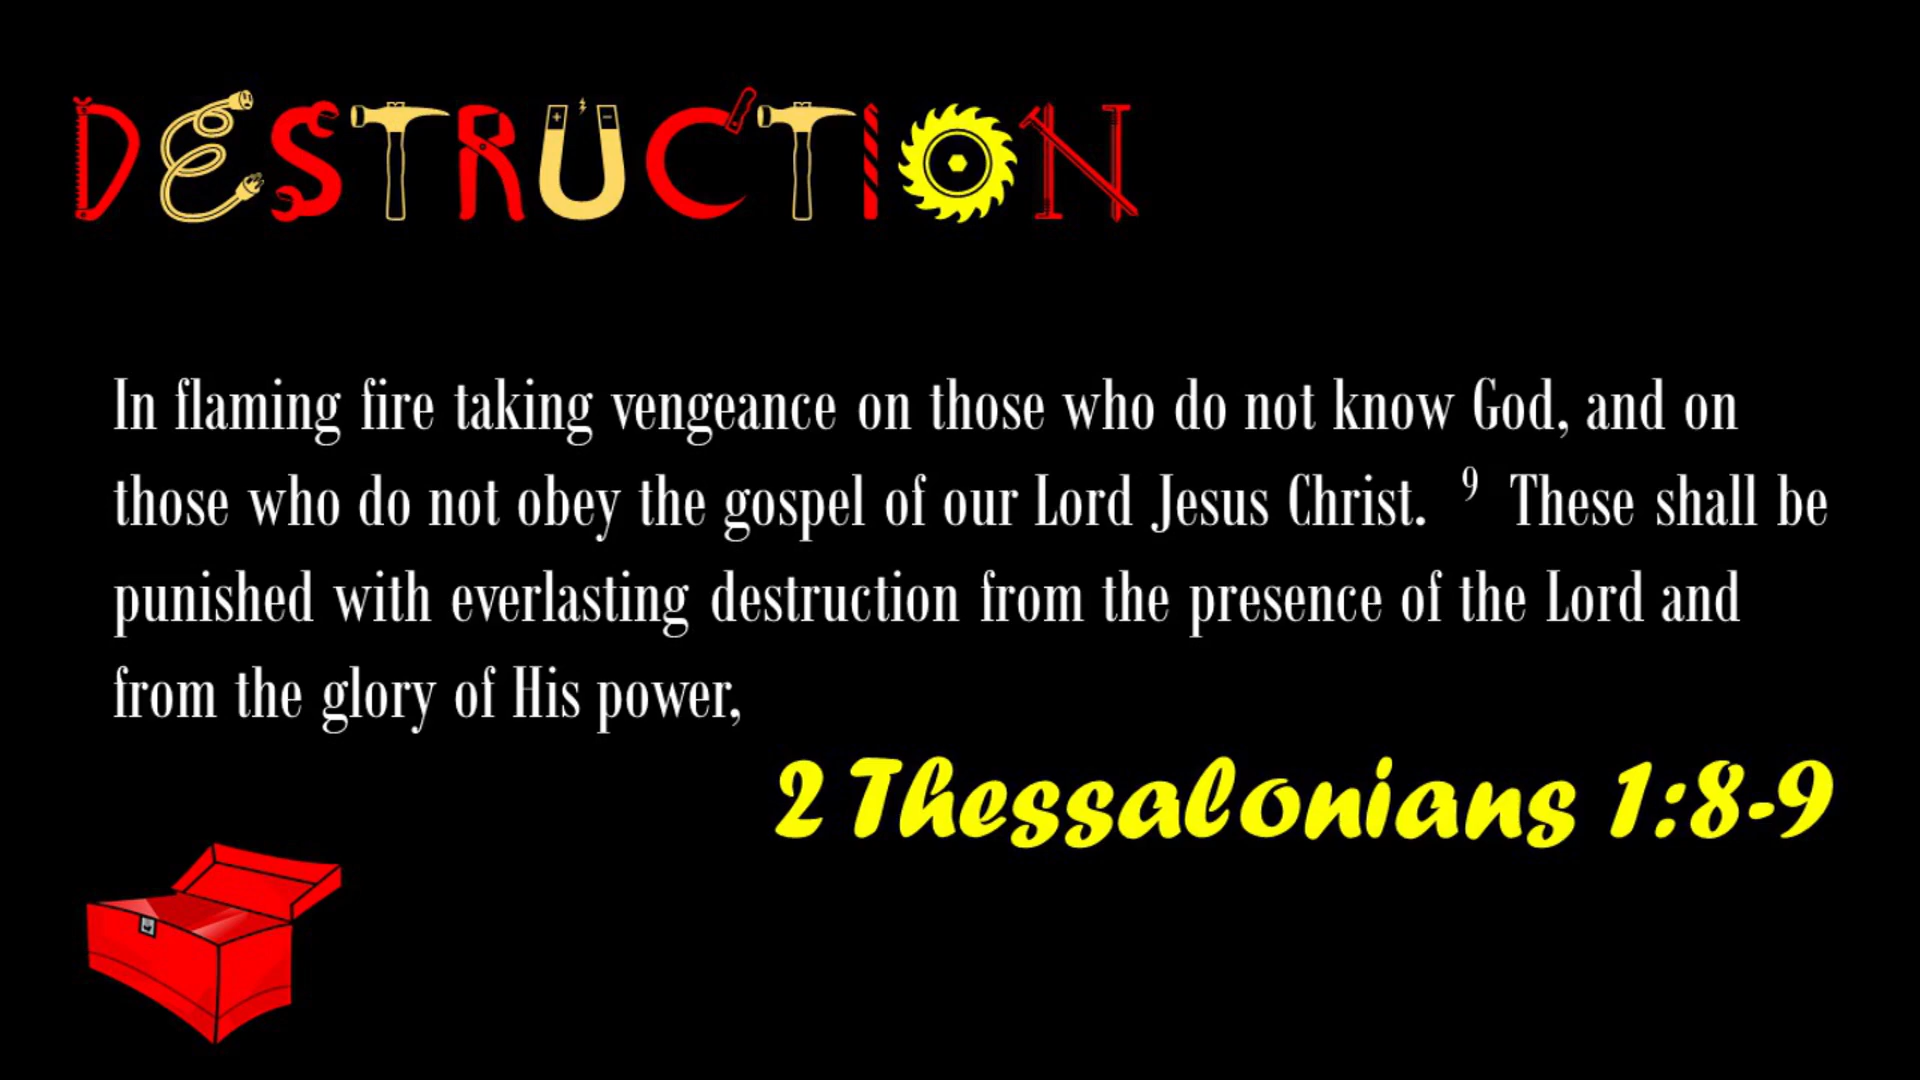 DESTRUCTION
In flaming fire taking vengeance on those who do not know God, and on
those who do not obey the gospel of our Lord Jesus Christ. 9 These shall be
punished with everlasting destruction from the presence of the Lord and
from the glory of His power,
2 Thessalonians 1:8-9